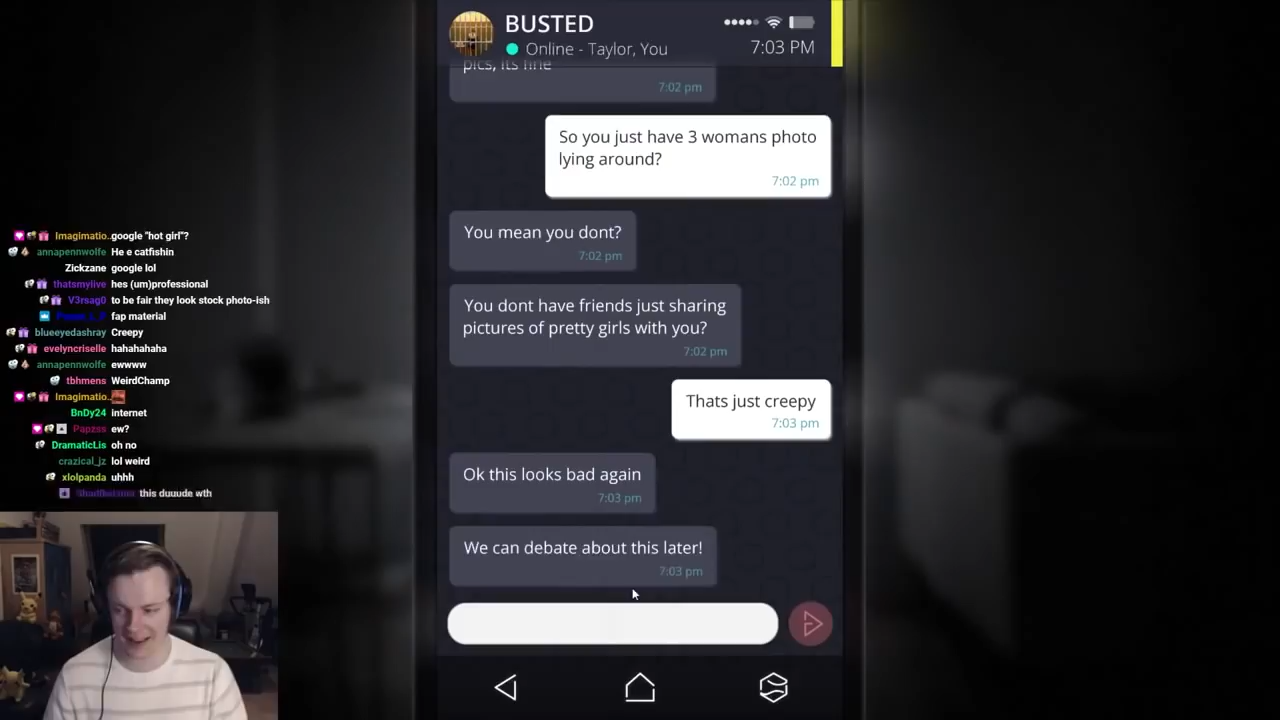 BUSTED
Online - Taylor, You
7:03 PM
pics, its fine
7:02 pm
So you just have 3 womans photo
lying around?
7:02 pm
You mean you dont?
7:02 pm
You dont have friends just sharing
pictures of pretty girls with you?
7:02 pm
Thats just creepy
7:03 pm
Ok this looks bad again
7:03 pm
We can debate about this later!
7:03 pm
Imagimatio.. google "hot girl"?
annapennwolfe He e catfishin
Zickzane google lol
thatsmylive hes (um)professional
V3rsag0 to be fair they look stock photo-ish
fap material
blueeyedashray Creepy
evelyncriselle hahahahaha
annapennwolfe ewwww
tbhmens WeirdChamp
Imagimatio..
BnDy24 internet
Papzss ew?
DramaticLis oh no
crazical_jz lol weird
xlolpanda uhhh
this duuude wth